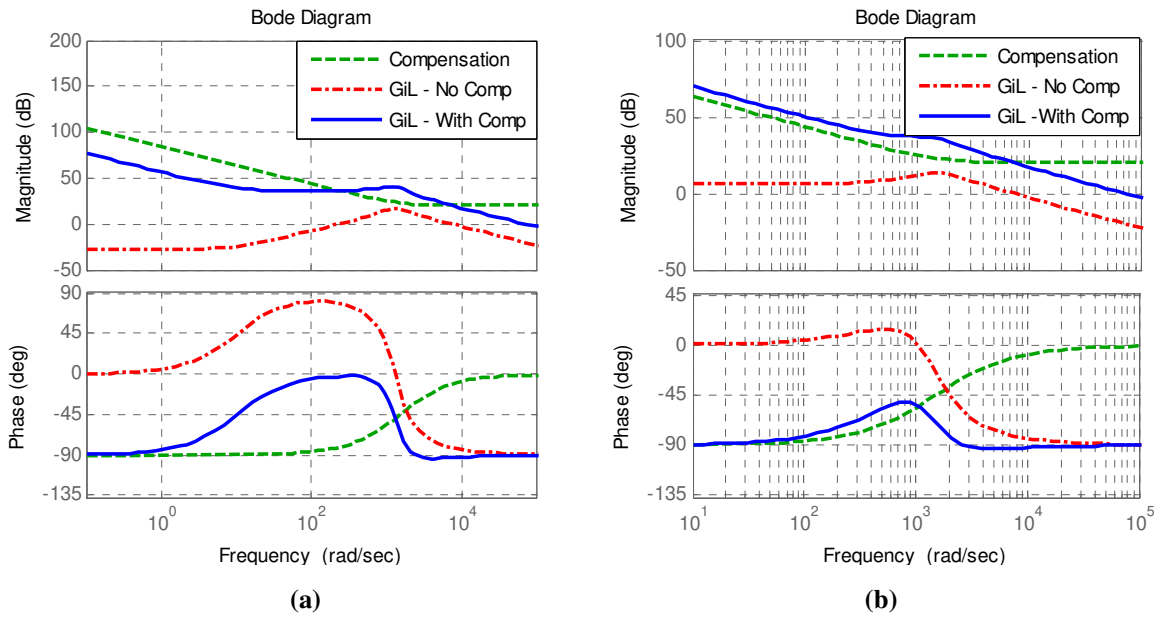 Bode Diagram
200
150
100
50
0
-50
Magnitude (dB)
Compensation
GiL - No Comp
GiL - With Comp
90
45
0
-45
-90
-135
Phase (deg)
10^0
10^2
10^4
Frequency (rad/sec)
(a)
Bode Diagram
100
50
0
-50
Magnitude (dB)
Compensation
GiL - No Comp
GiL -With Comp
45
0
-45
-90
-135
Phase (deg)
10^1
10^2
10^3
10^4
10^5
Frequency (rad/sec)
(b)